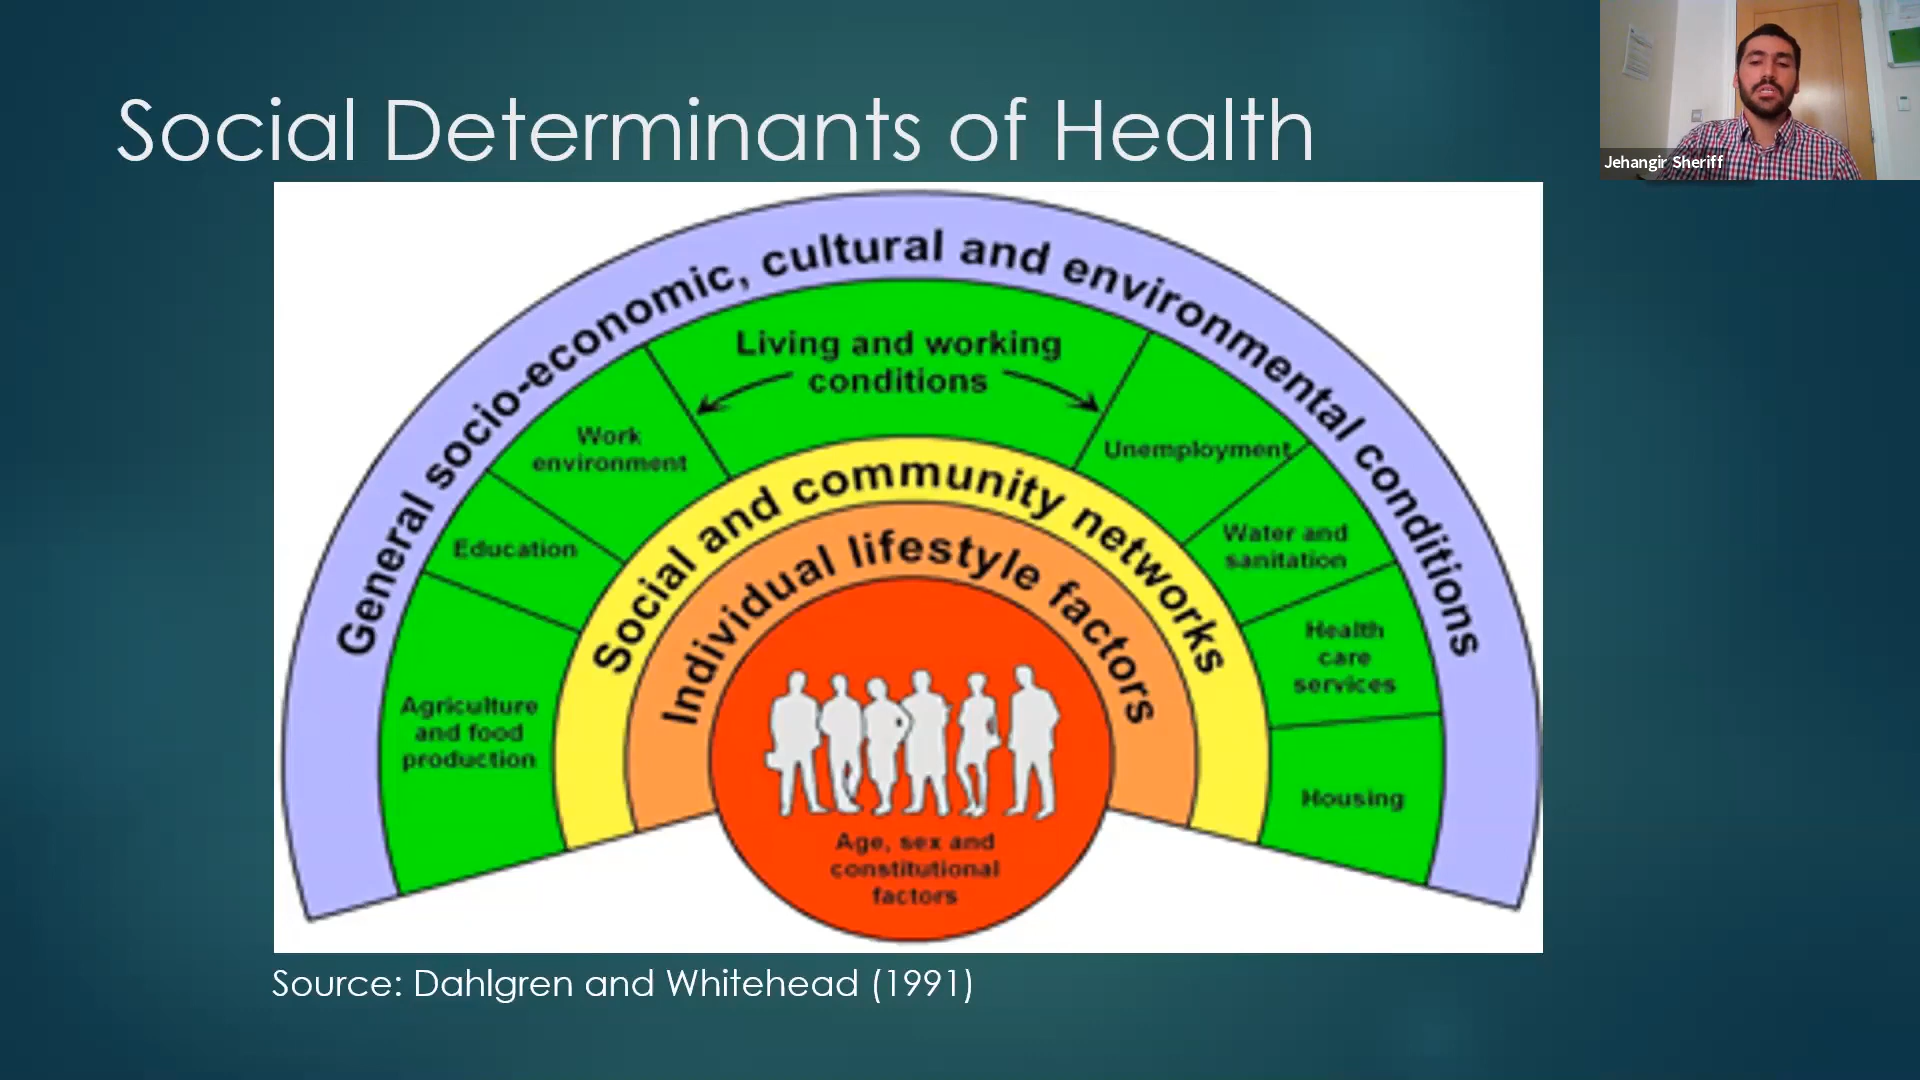 Social Determinants of Health
Jehangir Sheriff
General socio-economic, cultural and environmental conditions
Living and working
conditions
Work
environment
Unemployment
Education
Water and
sanitation
Agriculture
and food
production
Health
care
services
Housing
Social and community networks
Individual lifestyle factors
Age, sex and
constitutional
factors
Source: Dahlgren and Whitehead (1991)